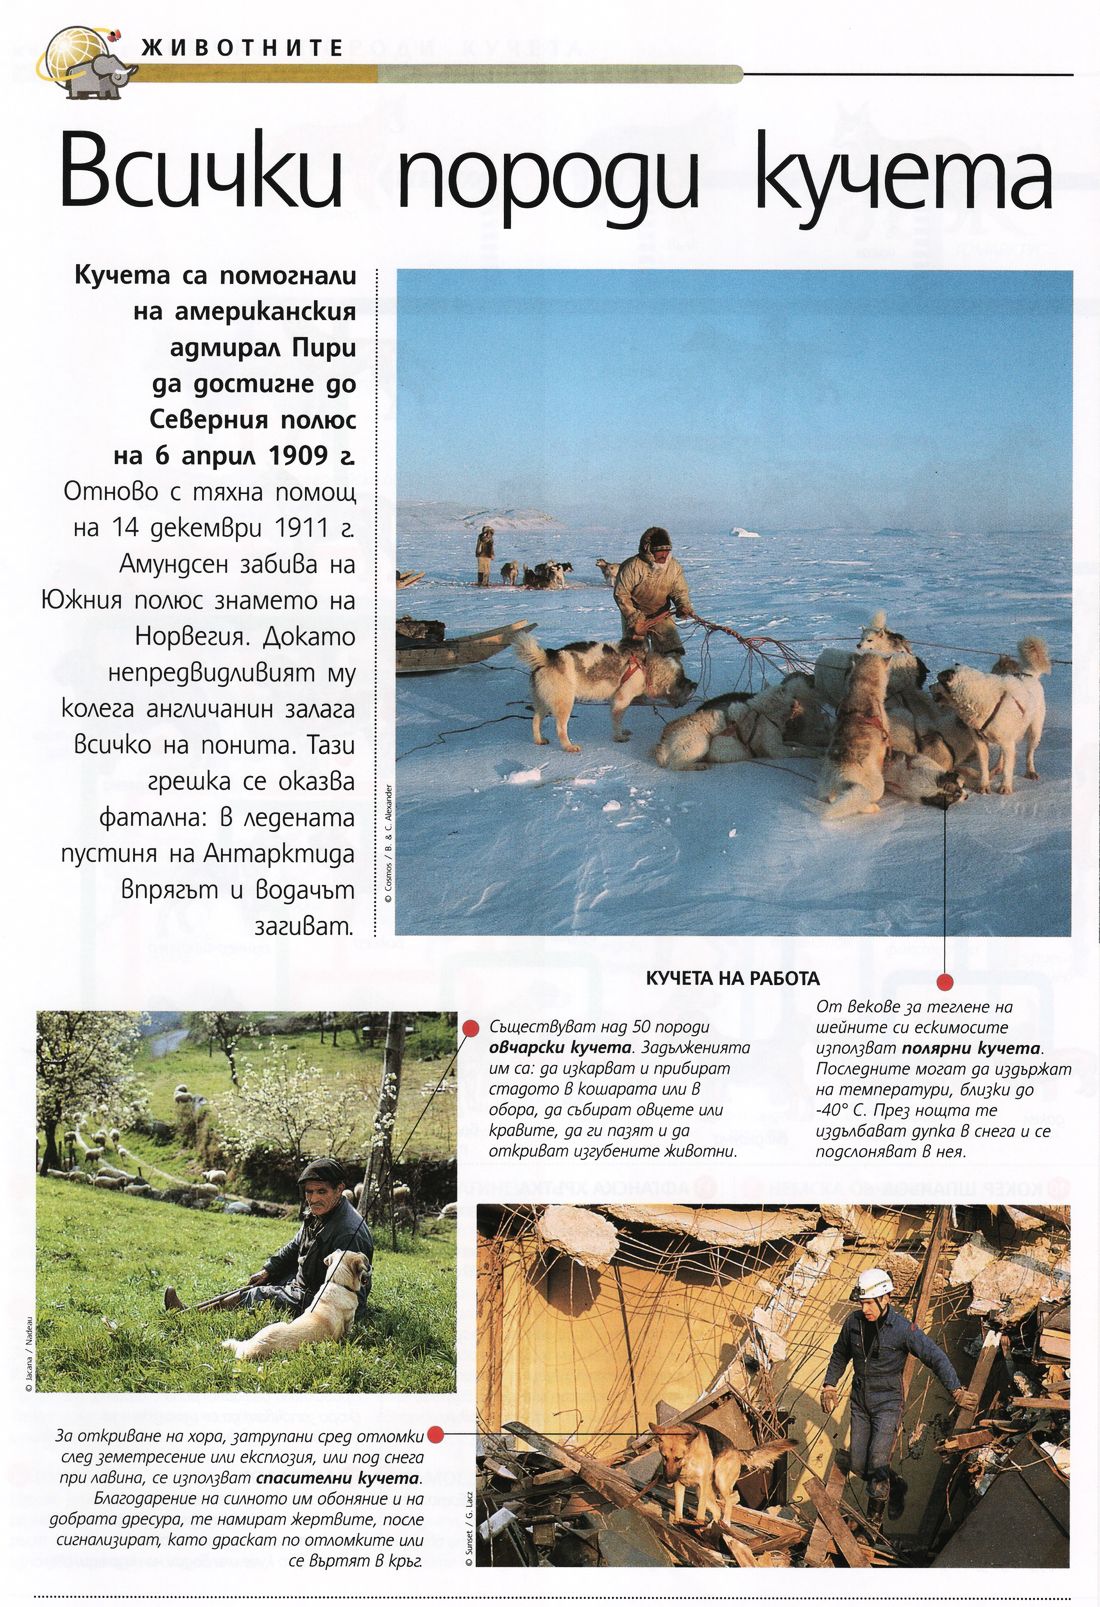 ЖИВОТНИТЕ
Всички породи кучета
Кучета са помогнали
на американския
адмирал Пири
да достигне до
Северния полюс
на 6 април 1909 г.
Отново с тяхна помощ
на 14 декември 1911 г.
Амундсен забива на
Южния полюс знамето на
Норвегия. Докато
непредвидливият му
колега англичанин залага
всичко на понита. Тази
грешка се оказва
фатална: в ледената
пустиня на Антарктида
впрягът и водачът
загиват.
© Cosmos / B. & C. Alexander
КУЧЕТА НА РАБОТА
От векове за теглене на
шейните си ескимосите
използват полярни кучета.
Последните могат да издържат
на температури, близки до
-40° С. През нощта те
издълбават дупка в снега и се
подслоняват в нея.
Съществуват над 50 породи
овчарски кучета. Задълженията
им са: да изкарват и прибират
стадото в кошарата или в
обора, да събират овцете или
кравите, да ги пазят и да
откриват изгубените животни.
© Jacana / Nadeau
За откриване на хора, затрупани сред отломки
след земетресение или експлозия, или под снега
при лавина, се използват спасителни кучета.
Благодарение на силното им обоняние и на
добрата дресура, те намират жертвите, после
сигнализират, като драскат по отломките или
се въртят в кръг.
© Sunset / G. Lacz